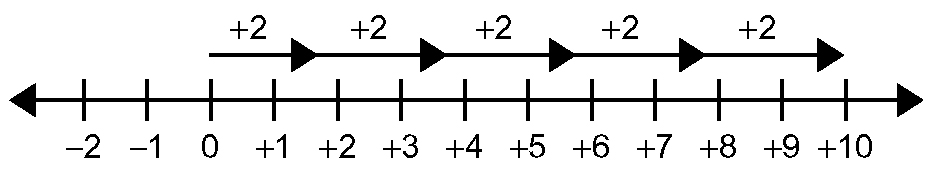 +2 +2 +2 +2 +2
–2 –1 0 +1 +2 +3 +4 +5 +6 +7 +8 +9 +10